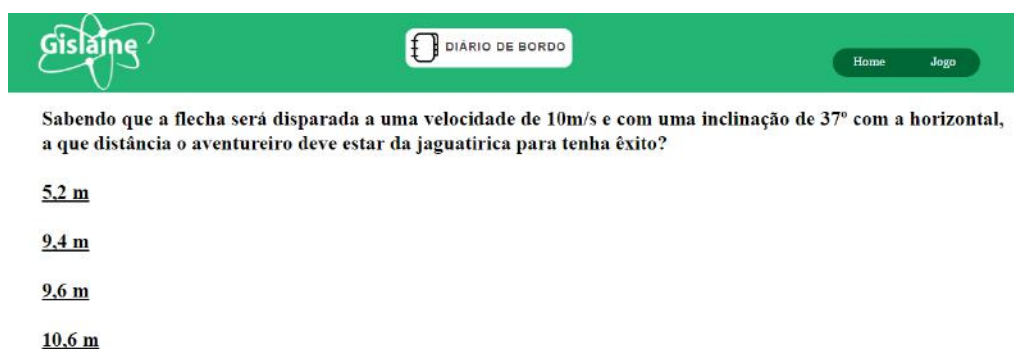 Gislaine
DIÁRIO DE BORDO
Home Jogo
Sabendo que a flecha será disparada a uma velocidade de 10m/s e com uma inclinação de 37º com a horizontal,
a que distância o aventureiro deve estar da jaguatirica para tenha êxito?
5,2 m
9,4 m
9,6 m
10,6 m